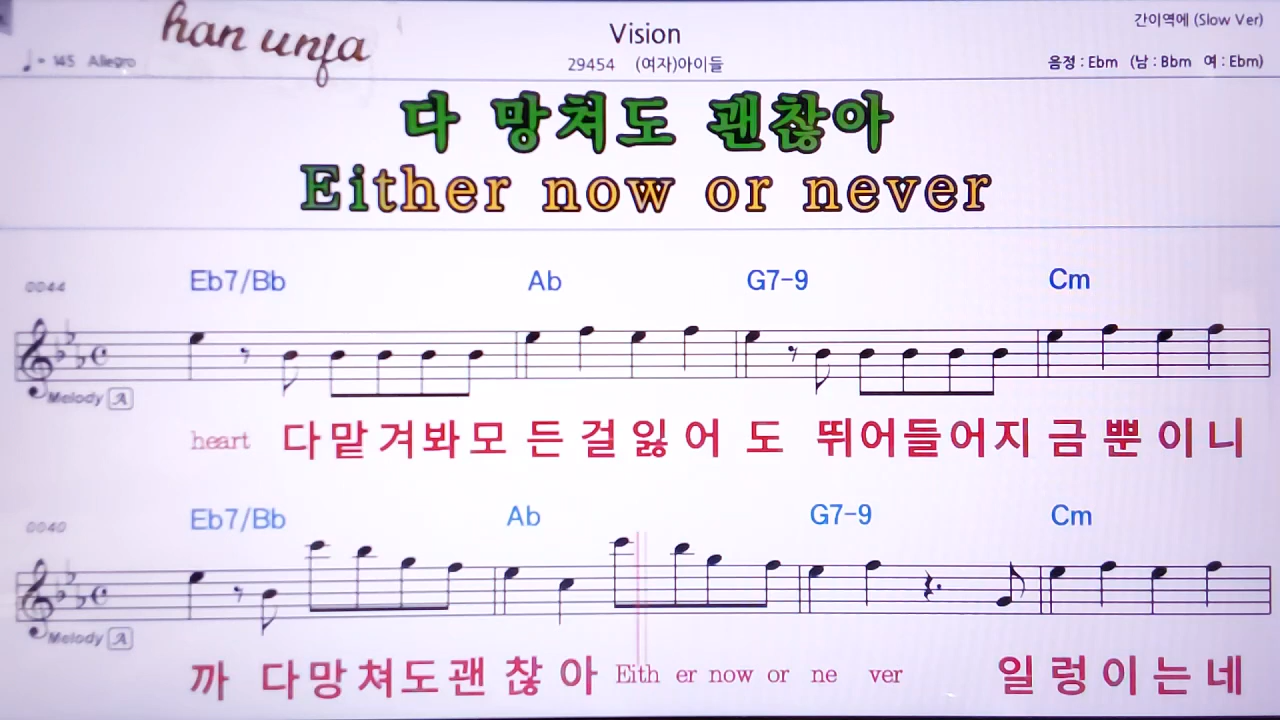 han unja
Vision
간이역에 (Slow Ver)
♩= 145 Allegro
29454 (여자)아이들
음정 : Ebm (남 : Bbm 여 : Ebm)
다 망쳐도 괜찮아
Either now or never
0044
Eb7/Bb Ab G7-9 Cm
Melody A
heart 다맡겨봐모 든 걸 잃 어 도 뛰어들어지 금 뿐 이 니
0040
Eb7/Bb Ab G7-9 Cm
Melody A
까 다망쳐도괜 찮 아 Eith er now or ne ver 일 렁 이 는 네